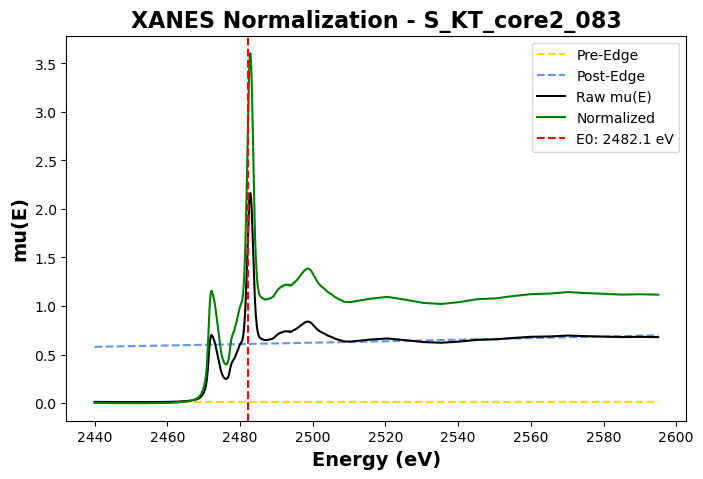 XANES Normalization - S_KT_core2_083
Pre-Edge
Post-Edge
Raw mu(E)
Normalized
E0: 2482.1 eV
mu(E)
3.5
3.0
2.5
2.0
1.5
1.0
0.5
0.0
2440 2460 2480 2500 2520 2540 2560 2580 2600
Energy (eV)